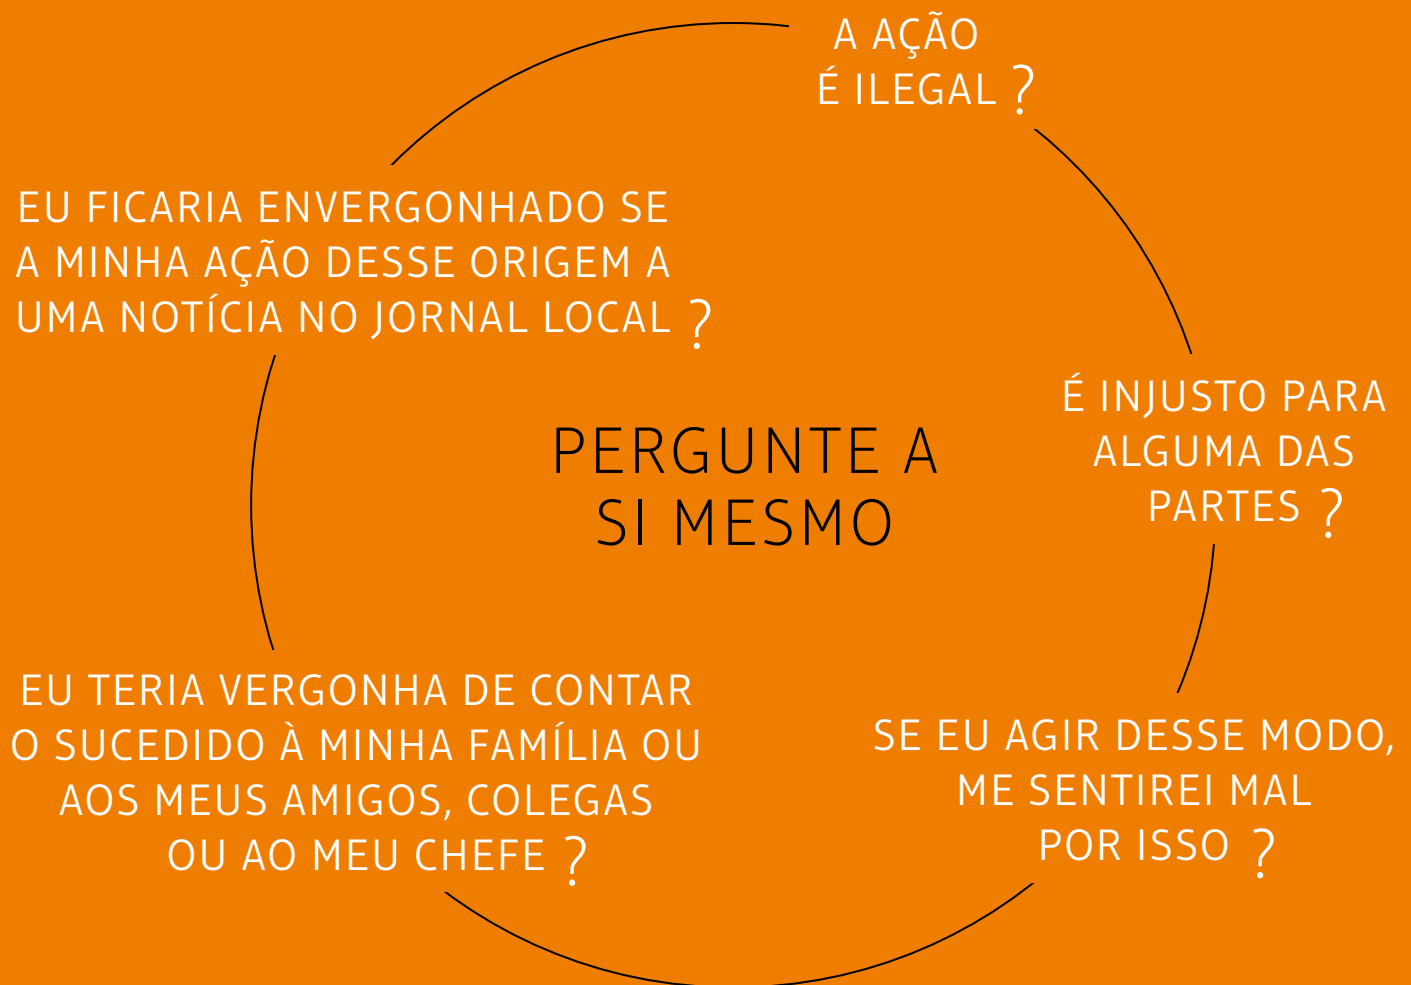 A AÇÃO
É ILEGAL ?
EU FICARIA ENVERGONHADO SE
A MINHA AÇÃO DESSE ORIGEM A
UMA NOTÍCIA NO JORNAL LOCAL ?
É INJUSTO PARA
ALGUMA DAS
PARTES ?
PERGUNTE A
SI MESMO
EU TERIA VERGONHA DE CONTAR
O SUCEDIDO À MINHA FAMÍLIA OU
AOS MEUS AMIGOS, COLEGAS
OU AO MEU CHEFE ?
SE EU AGIR DESSE MODO,
ME SENTIREI MAL
POR ISSO ?